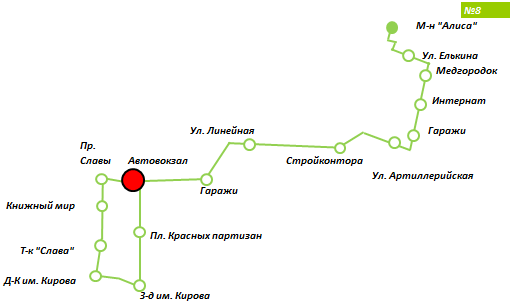 №8
М-н "Алиса"
Ул. Елькина
Медгородок
Интернат
Гаражи
Ул. Линейная
Пр.
Славы
Автовокзал
Стройконтора
Ул. Артиллерийская
Гаражи
Книжный мир
Пл. Красных партизан
Т-к "Слава"
Д-К им. Кирова
З-д им. Кирова